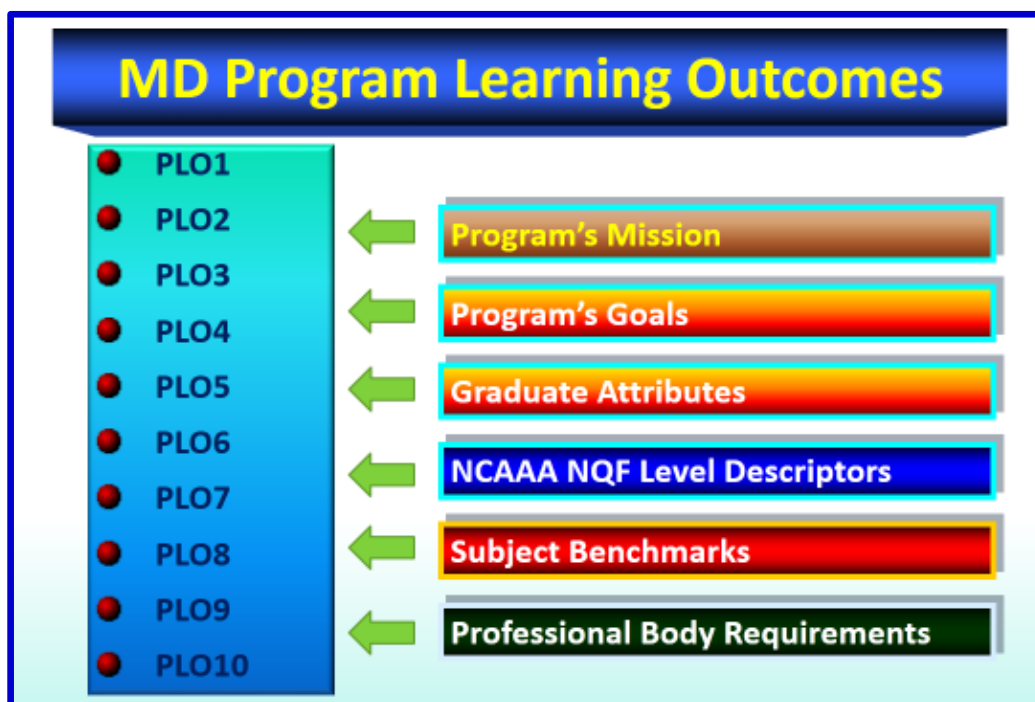 MD Program Learning Outcomes
PLO1
PLO2
PLO3
PLO4
PLO5
PLO6
PLO7
PLO8
PLO9
PLO10
Program’s Mission
Program’s Goals
Graduate Attributes
NCAAA NQF Level Descriptors
Subject Benchmarks
Professional Body Requirements